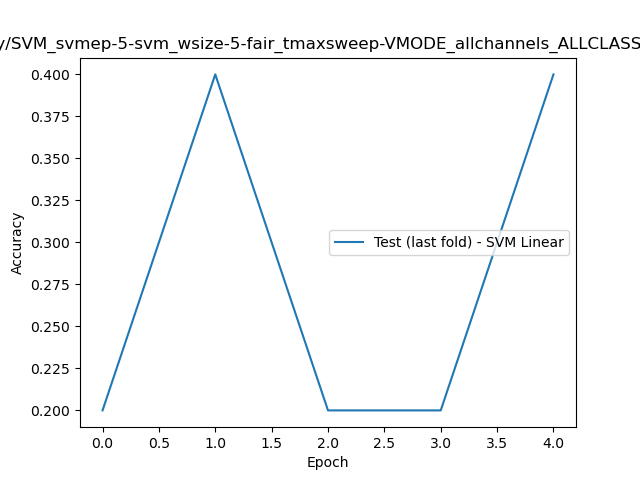 y/SVM_svmep-5-svm_wsize-5-fair_tmaxsweep-VMODE_allchannels_ALLCLASS
0.400
0.375
0.350
0.325
0.300
0.275
0.250
0.225
0.200
Accuracy
Test (last fold) - SVM Linear
0.0 0.5 1.0 1.5 2.0 2.5 3.0 3.5 4.0
Epoch